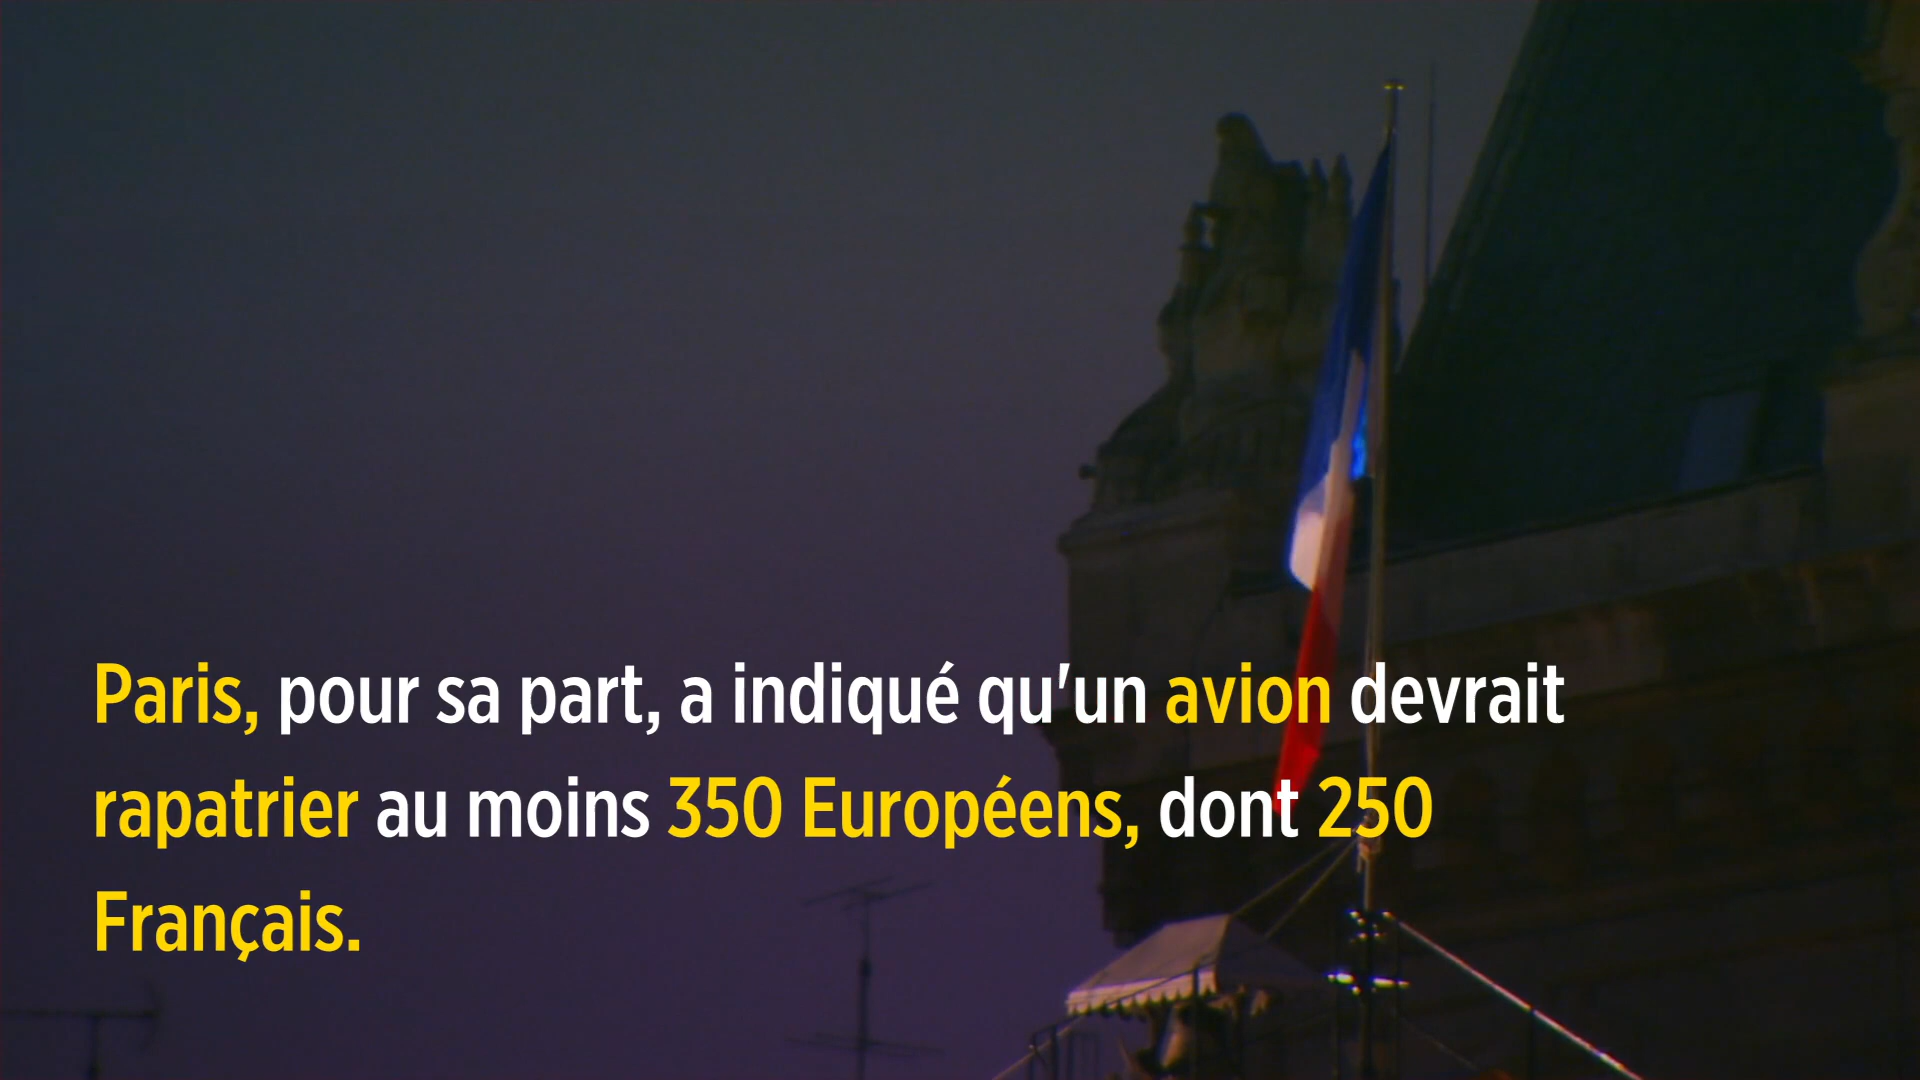 Paris, pour sa part, a indiqué qu'un avion devrait
rapatrier au moins 350 Européens, dont 250
Français.